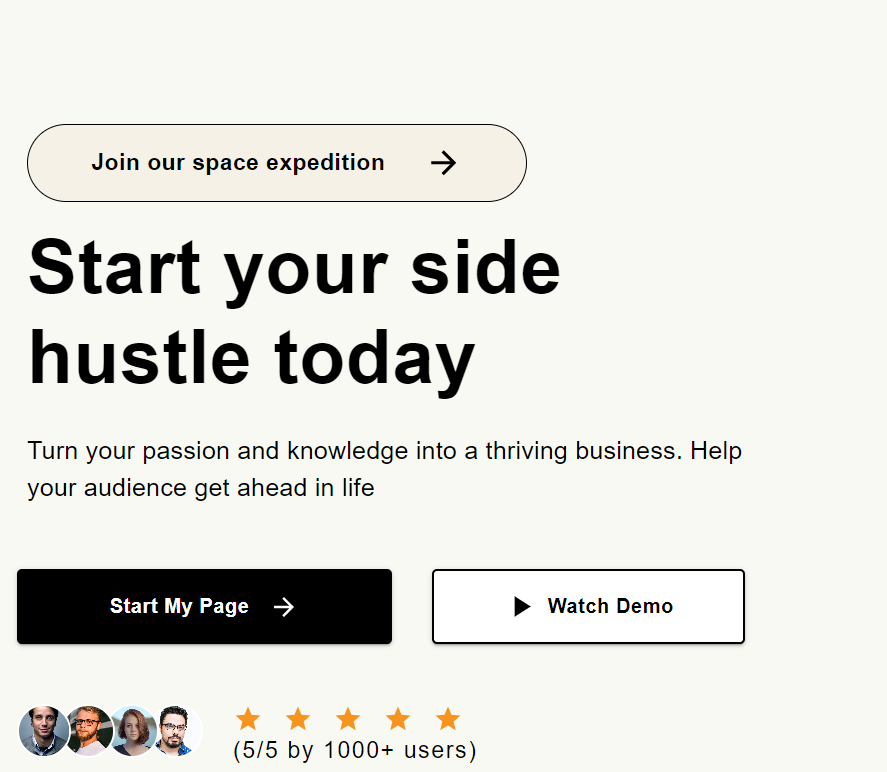 Join our space expedition
Start your side
hustle today
Turn your passion and knowledge into a thriving business. Help
your audience get ahead in life
Start My Page
Watch Demo
(5/5 by 1000+ users)